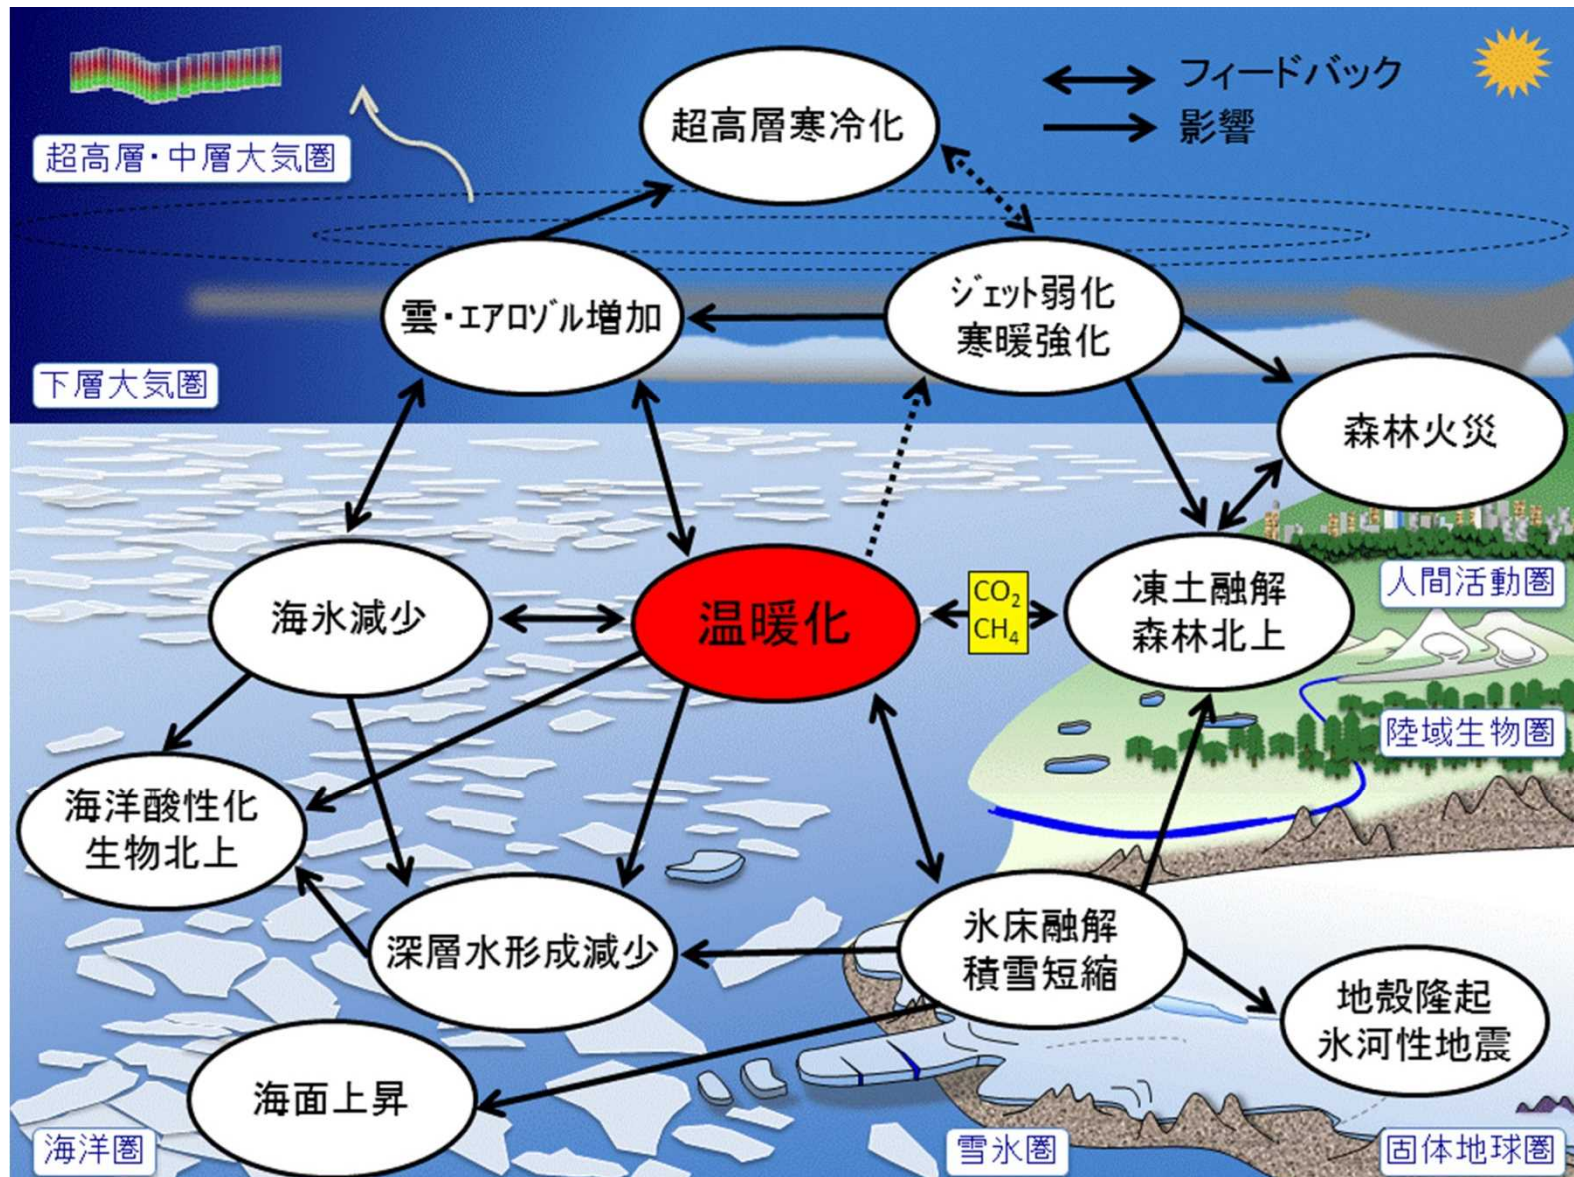 フィードバック
影響
超高層寒冷化
超高層・中層大気圏
雲・エアロゾル増加
ジェット弱化
寒暖強化
下層大気圏
森林火災
海氷減少
温暖化
CO₂
CH₄
凍土融解
森林北上
人間活動圏
陸域生物圏
海洋酸性化
生物北上
深層水形成減少
氷床融解
積雪短縮
地殻隆起
氷河性地震
海面上昇
海洋圏
雪氷圏
固体地球圏